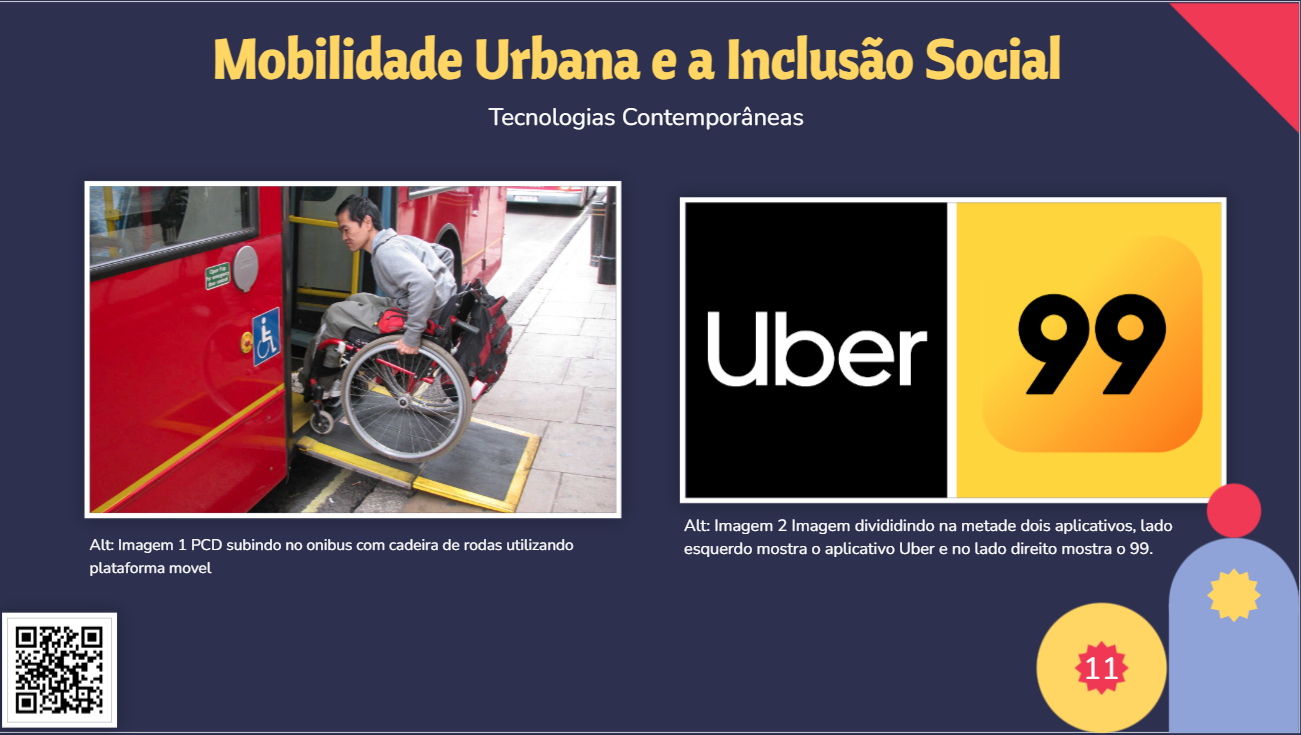 Mobilidade Urbana e a Inclusão Social
Tecnologias Contemporâneas
Uber
99
Alt: Imagem 1 PCD subindo no onibus com cadeira de rodas utilizando
plataforma movel
Alt: Imagem 2 Imagem divididindo na metade dois aplicativos, lado
esquerdo mostra o aplicativo Uber e no lado direito mostra o 99.
11